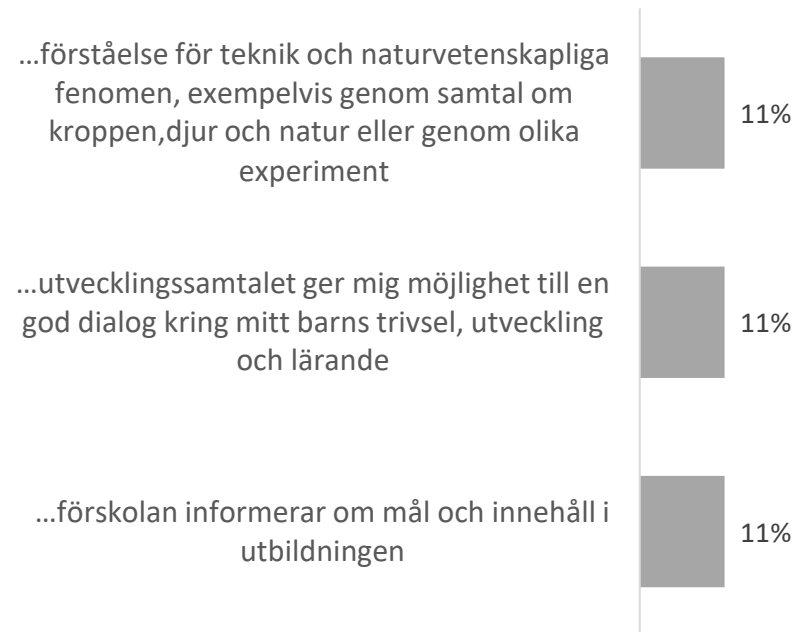 …förståelse för teknik och naturvetenskapliga
fenomen, exempelvis genom samtal om
kroppen,djur och natur eller genom olika
experiment
11%
…utvecklingssamtalet ger mig möjlighet till en
god dialog kring mitt barns trivsel, utveckling
och lärande
11%
…förskolan informerar om mål och innehåll i
utbildningen
11%